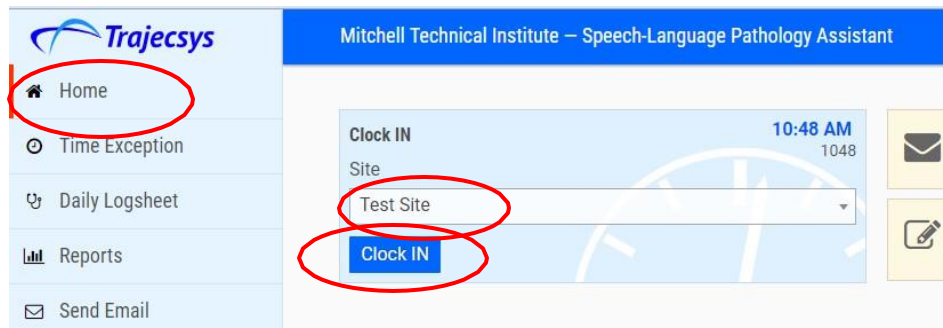 Trajecsys
Mitchell Technical Institute – Speech-Language Pathology Assistant
Home
Time Exception
Daily Logsheet
Reports
Send Email
Clock IN
10:48 AM
1048
Site
Test Site
Clock IN